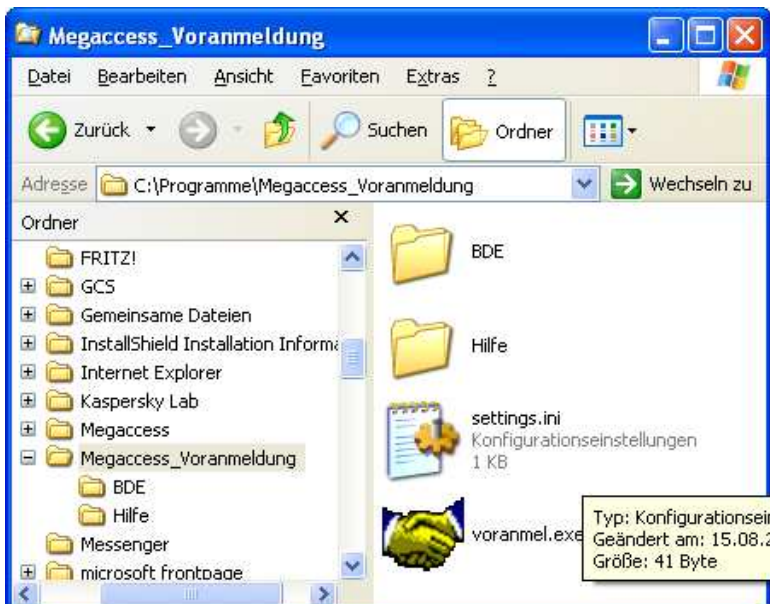 Megaccess_Voranmeldung
Datei Bearbeiten Ansicht Favoriten Extras ?
Zurück Suchen Ordner
Adresse C:\Programme\Megaccess_Voranmeldung Wechseln zu
Ordner x
FRITZ!
GCS
Gemeinsame Dateien
InstallShield Installation Informa
Internet Explorer
Kaspersky Lab
Megaccess
Megaccess_Voranmeldung
BDE
Hilfe
Messenger
microsoft frontpage
BDE
Hilfe
settings.ini
Konfigurationseinstellungen
1 KB
voranmel.exe
Typ: Konfigurationsein
Geändert am: 15.08.2
Größe: 41 Byte